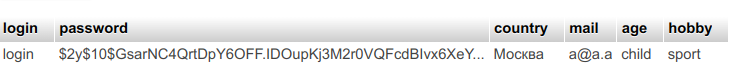 login password country mail age hobby
login $2y$10$GsarNC4QrtDpY6OFF.IDOupKj3M2r0VQFcdBIvx6XeY... Москва a@a.a child sport